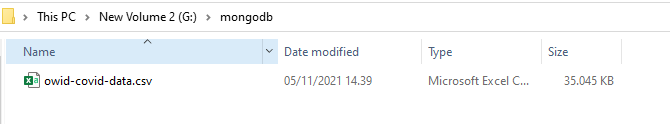 This PC > New Volume 2 (G:) > mongodb
Name Date modified Type Size
owid-covid-data.csv 05/11/2021 14.39 Microsoft Excel C... 35.045 KB